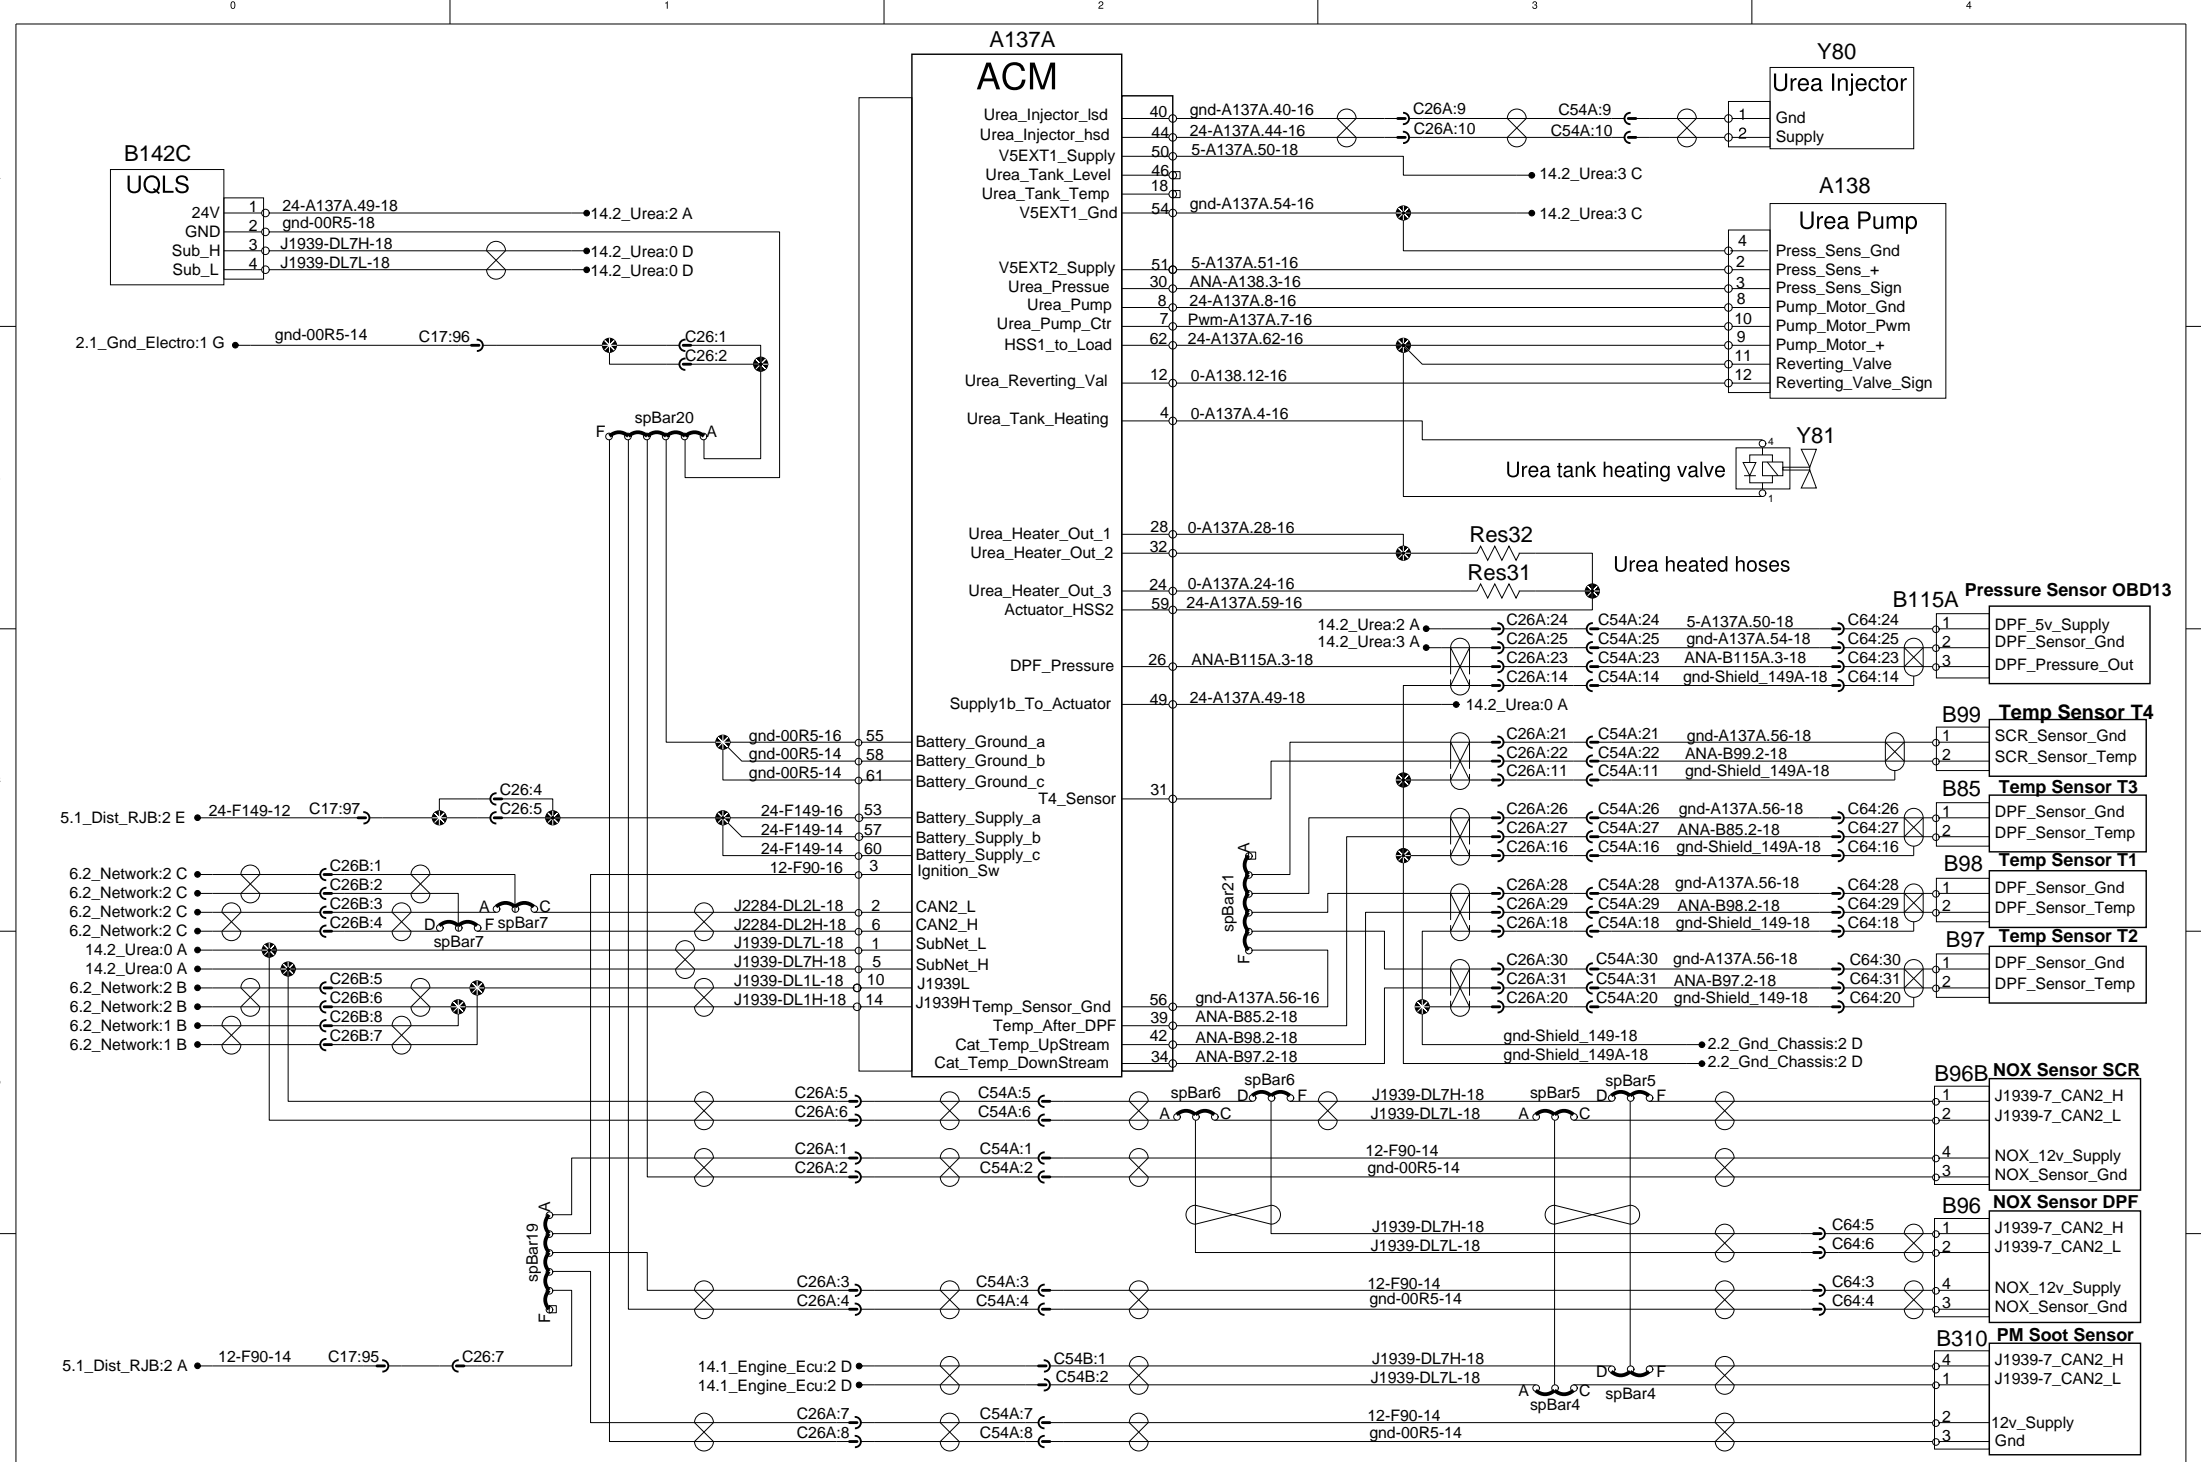 0 1 2 3 4
A137A
ACM
Y80
Urea Injector
1 Gnd
2 Supply
Urea_Injector_lsd 40 gnd-A137A.40-16 C26A:9 C54A:9
Urea_Injector_hsd 44 24-A137A.44-16 C26A:10 C54A:10
V5EXT1_Supply 50 5-A137A.50-18
Urea_Tank_Level 46 14.2_Urea:3 C
Urea_Tank_Temp 18
V5EXT1_Gnd 54 gnd-A137A.54-16 14.2_Urea:3 C
B142C
UQLS
24V 1 24-A137A.49-18 14.2_Urea:2 A
GND 2 gnd-00R5-18
Sub_H 3 J1939-DL7H-18 14.2_Urea:0 D
Sub_L 4 J1939-DL7L-18 14.2_Urea:0 D
A138
Urea Pump
4 Press_Sens_Gnd
V5EXT2_Supply 51 5-A137A.51-16 2 Press_Sens_+
Urea_Pressue 30 ANA-A138.3-16 3 Press_Sens_Sign
Urea_Pump 8 24-A137A.8-16 8 Pump_Motor_Gnd
Urea_Pump_Ctr 7 Pwm-A137A.7-16 10 Pump_Motor_Pwm
HSS1_to_Load 62 24-A137A.62-16 9 Pump_Motor_+
11 Reverting_Valve
Urea_Reverting_Val 12 0-A138.12-16 12 Reverting_Valve_Sign
2.1_Gnd_Electro:1 G gnd-00R5-14 C17:96 C26:1
C26:2
spBar20
F A
Urea_Tank_Heating 4 0-A137A.4-16
Y81
4
Urea tank heating valve
1
Urea_Heater_Out_1 28 0-A137A.28-16
Urea_Heater_Out_2 32 Res32
Urea heated hoses
Urea_Heater_Out_3 24 0-A137A.24-16 Res31
Actuator_HSS2 59 24-A137A.59-16
B115A Pressure Sensor OBD13
14.2_Urea:2 A C26A:24 C54A:24 5-A137A.50-18 C64:24 1 DPF_5v_Supply
14.2_Urea:3 A C26A:25 C54A:25 gnd-A137A.54-18 C64:25 2 DPF_Sensor_Gnd
DPF_Pressure 26 ANA-B115A.3-18 C26A:23 C54A:23 ANA-B115A.3-18 C64:23 3 DPF_Pressure_Out
C26A:14 C54A:14 gnd-Shield_149A-18 C64:14
Supply1b_To_Actuator 49 24-A137A.49-18 14.2_Urea:0 A
B99 Temp Sensor T4
gnd-00R5-16 55 Battery_Ground_a C26A:21 C54A:21 gnd-A137A.56-18 1 SCR_Sensor_Gnd
gnd-00R5-14 58 Battery_Ground_b C26A:22 C54A:22 ANA-B99.2-18 2 SCR_Sensor_Temp
gnd-00R5-14 61 Battery_Ground_c C26A:11 C54A:11 gnd-Shield_149A-18
T4_Sensor 31
B85 Temp Sensor T3
C26:4
5.1_Dist_RJB:2 E 24-F149-12 C17:97 C26:5 24-F149-16 53 Battery_Supply_a C26A:26 C54A:26 gnd-A137A.56-18 C64:26 1 DPF_Sensor_Gnd
24-F149-14 57 Battery_Supply_b C26A:27 C54A:27 ANA-B85.2-18 C64:27 2 DPF_Sensor_Temp
24-F149-14 60 Battery_Supply_c C26A:16 C54A:16 gnd-Shield_149A-18 C64:16
12-F90-16 3 Ignition_Sw
A
spBar21
F
B98 Temp Sensor T1
6.2_Network:2 C C26B:1
6.2_Network:2 C C26B:2 C26A:28 C54A:28 gnd-A137A.56-18 C64:28 1 DPF_Sensor_Gnd
6.2_Network:2 C C26B:3 A C J2284-DL2L-18 2 CAN2_L C26A:29 C54A:29 ANA-B98.2-18 C64:29 2 DPF_Sensor_Temp
6.2_Network:2 C C26B:4 D F spBar7 J2284-DL2H-18 6 CAN2_H C26A:18 C54A:18 gnd-Shield_149-18 C64:18
spBar7
B97 Temp Sensor T2
14.2_Urea:0 A J1939-DL7L-18 1 SubNet_L
14.2_Urea:0 A J1939-DL7H-18 5 SubNet_H C26A:30 C54A:30 gnd-A137A.56-18 C64:30 1 DPF_Sensor_Gnd
6.2_Network:2 B C26B:5 J1939-DL1L-18 10 J1939L C26A:31 C54A:31 ANA-B97.2-18 C64:31 2 DPF_Sensor_Temp
6.2_Network:2 B C26B:6 J1939-DL1H-18 14 J1939H Temp_Sensor_Gnd 56 gnd-A137A.56-16 C26A:20 C54A:20 gnd-Shield_149-18 C64:20
6.2_Network:1 B C26B:8 Temp_After_DPF 39 ANA-B85.2-18
6.2_Network:1 B C26B:7 Cat_Temp_UpStream 42 ANA-B98.2-18 gnd-Shield_149-18 2.2_Gnd_Chassis:2 D
Cat_Temp_DownStream 34 ANA-B97.2-18 gnd-Shield_149A-18 2.2_Gnd_Chassis:2 D
B96B NOX Sensor SCR
spBar6 spBar6 spBar5 spBar5
C26A:5 C54A:5 D F J1939-DL7H-18 D F 1 J1939-7_CAN2_H
C26A:6 C54A:6 A C J1939-DL7L-18 A C 2 J1939-7_CAN2_L
C26A:1 C54A:1 12-F90-14 4 NOX_12v_Supply
C26A:2 C54A:2 gnd-00R5-14 3 NOX_Sensor_Gnd
A
spBar19
F
B96 NOX Sensor DPF
J1939-DL7H-18 C64:5 1 J1939-7_CAN2_H
J1939-DL7L-18 C64:6 2 J1939-7_CAN2_L
C26A:3 C54A:3 12-F90-14 C64:3 4 NOX_12v_Supply
C26A:4 C54A:4 gnd-00R5-14 C64:4 3 NOX_Sensor_Gnd
B310 PM Soot Sensor
5.1_Dist_RJB:2 A 12-F90-14 C17:95 C26:7 14.1_Engine_Ecu:2 D C54B:1 J1939-DL7H-18 D F 4 J1939-7_CAN2_H
14.1_Engine_Ecu:2 D C54B:2 J1939-DL7L-18 A C spBar4 1 J1939-7_CAN2_L
spBar4
C26A:7 C54A:7 12-F90-14 2 12v_Supply
C26A:8 C54A:8 gnd-00R5-14 3 Gnd